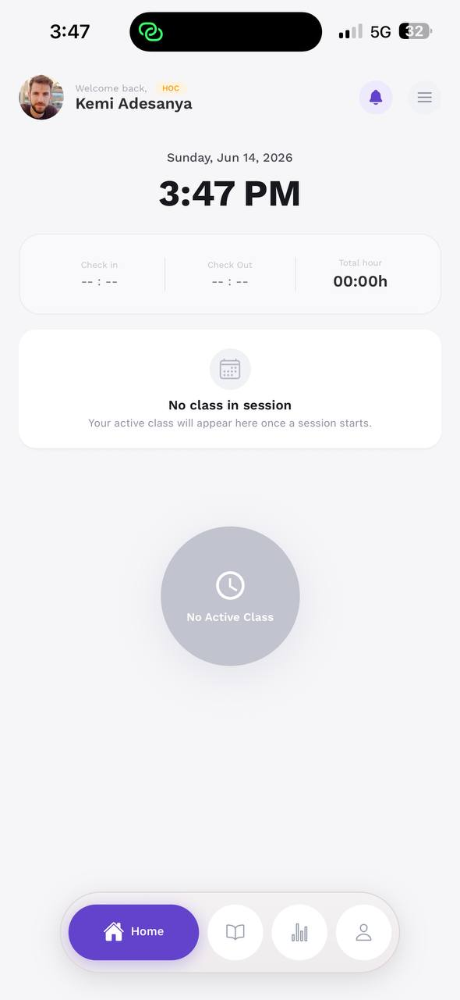 3:47
5G
32
Welcome back,
HOC
Kemi Adesanya
Sunday, Jun 14, 2026
3:47 PM
Check in
Check Out
Total hour
-- : --
-- : --
00:00h
No class in session
Your active class will appear here once a session starts.
No Active Class
Home